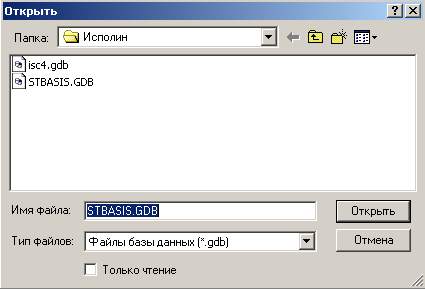 Открыть
Папка: Исполин
isc4.gdb
STBASIS.GDB
Имя файла: STBASIS.GDB Открыть
Тип файлов: Файлы базы данных (*.gdb) Отмена
Только чтение